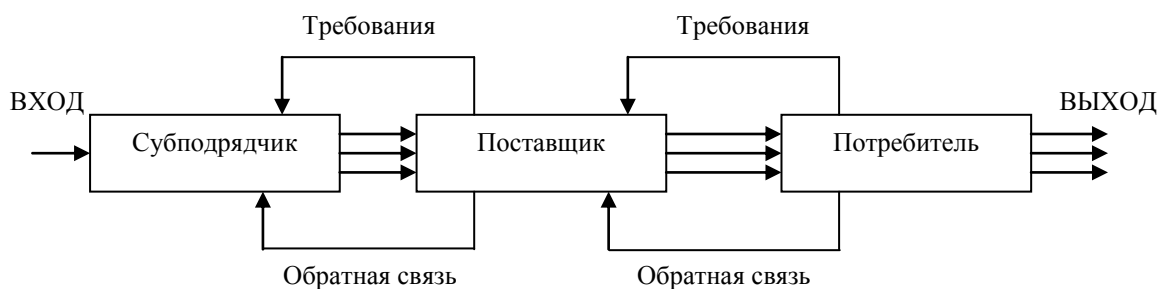 Требования
Требования
ВХОД
ВЫХОД
Субподрядчик
Поставщик
Потребитель
Обратная связь
Обратная связь